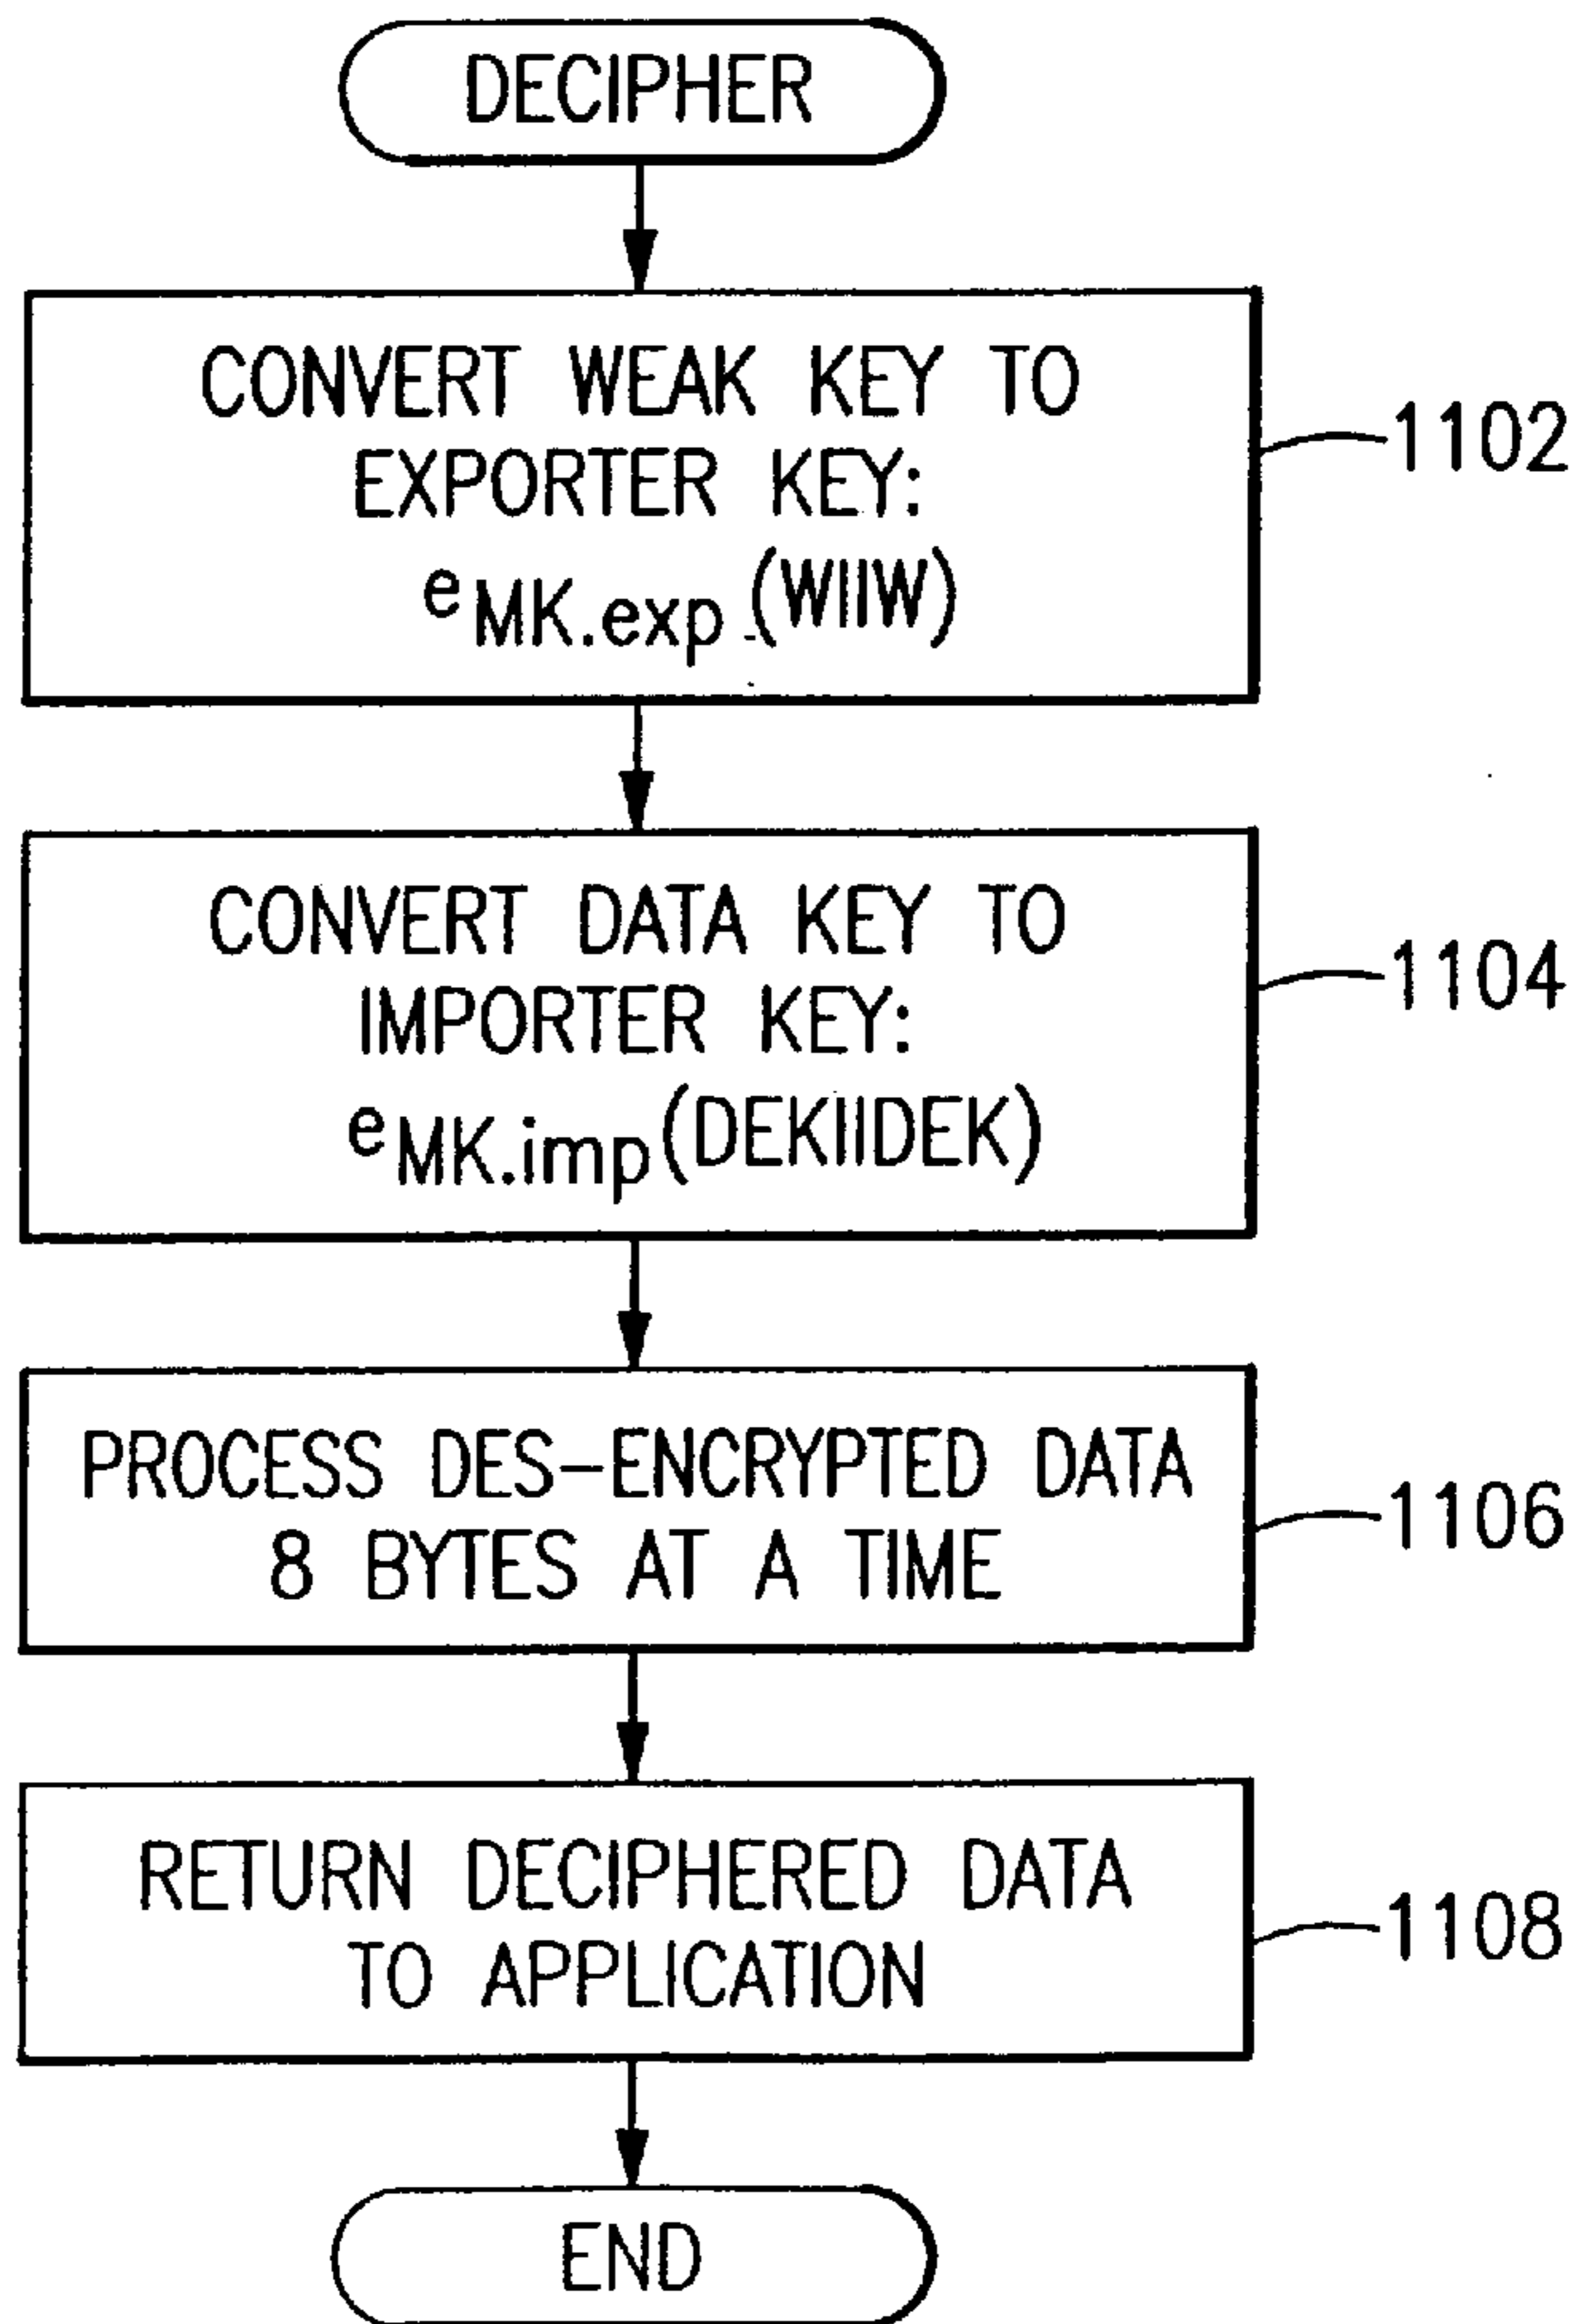 DECIPHER
CONVERT WEAK KEY TO
EXPORTER KEY:
eMK.exp (WIIW)
1102
CONVERT DATA KEY TO
IMPORTER KEY:
eMK.imp(DEKIIDEK)
1104
PROCESS DES-ENCRYPTED DATA
8 BYTES AT A TIME
1106
RETURN DECIPHERED DATA
TO APPLICATION
1108
END